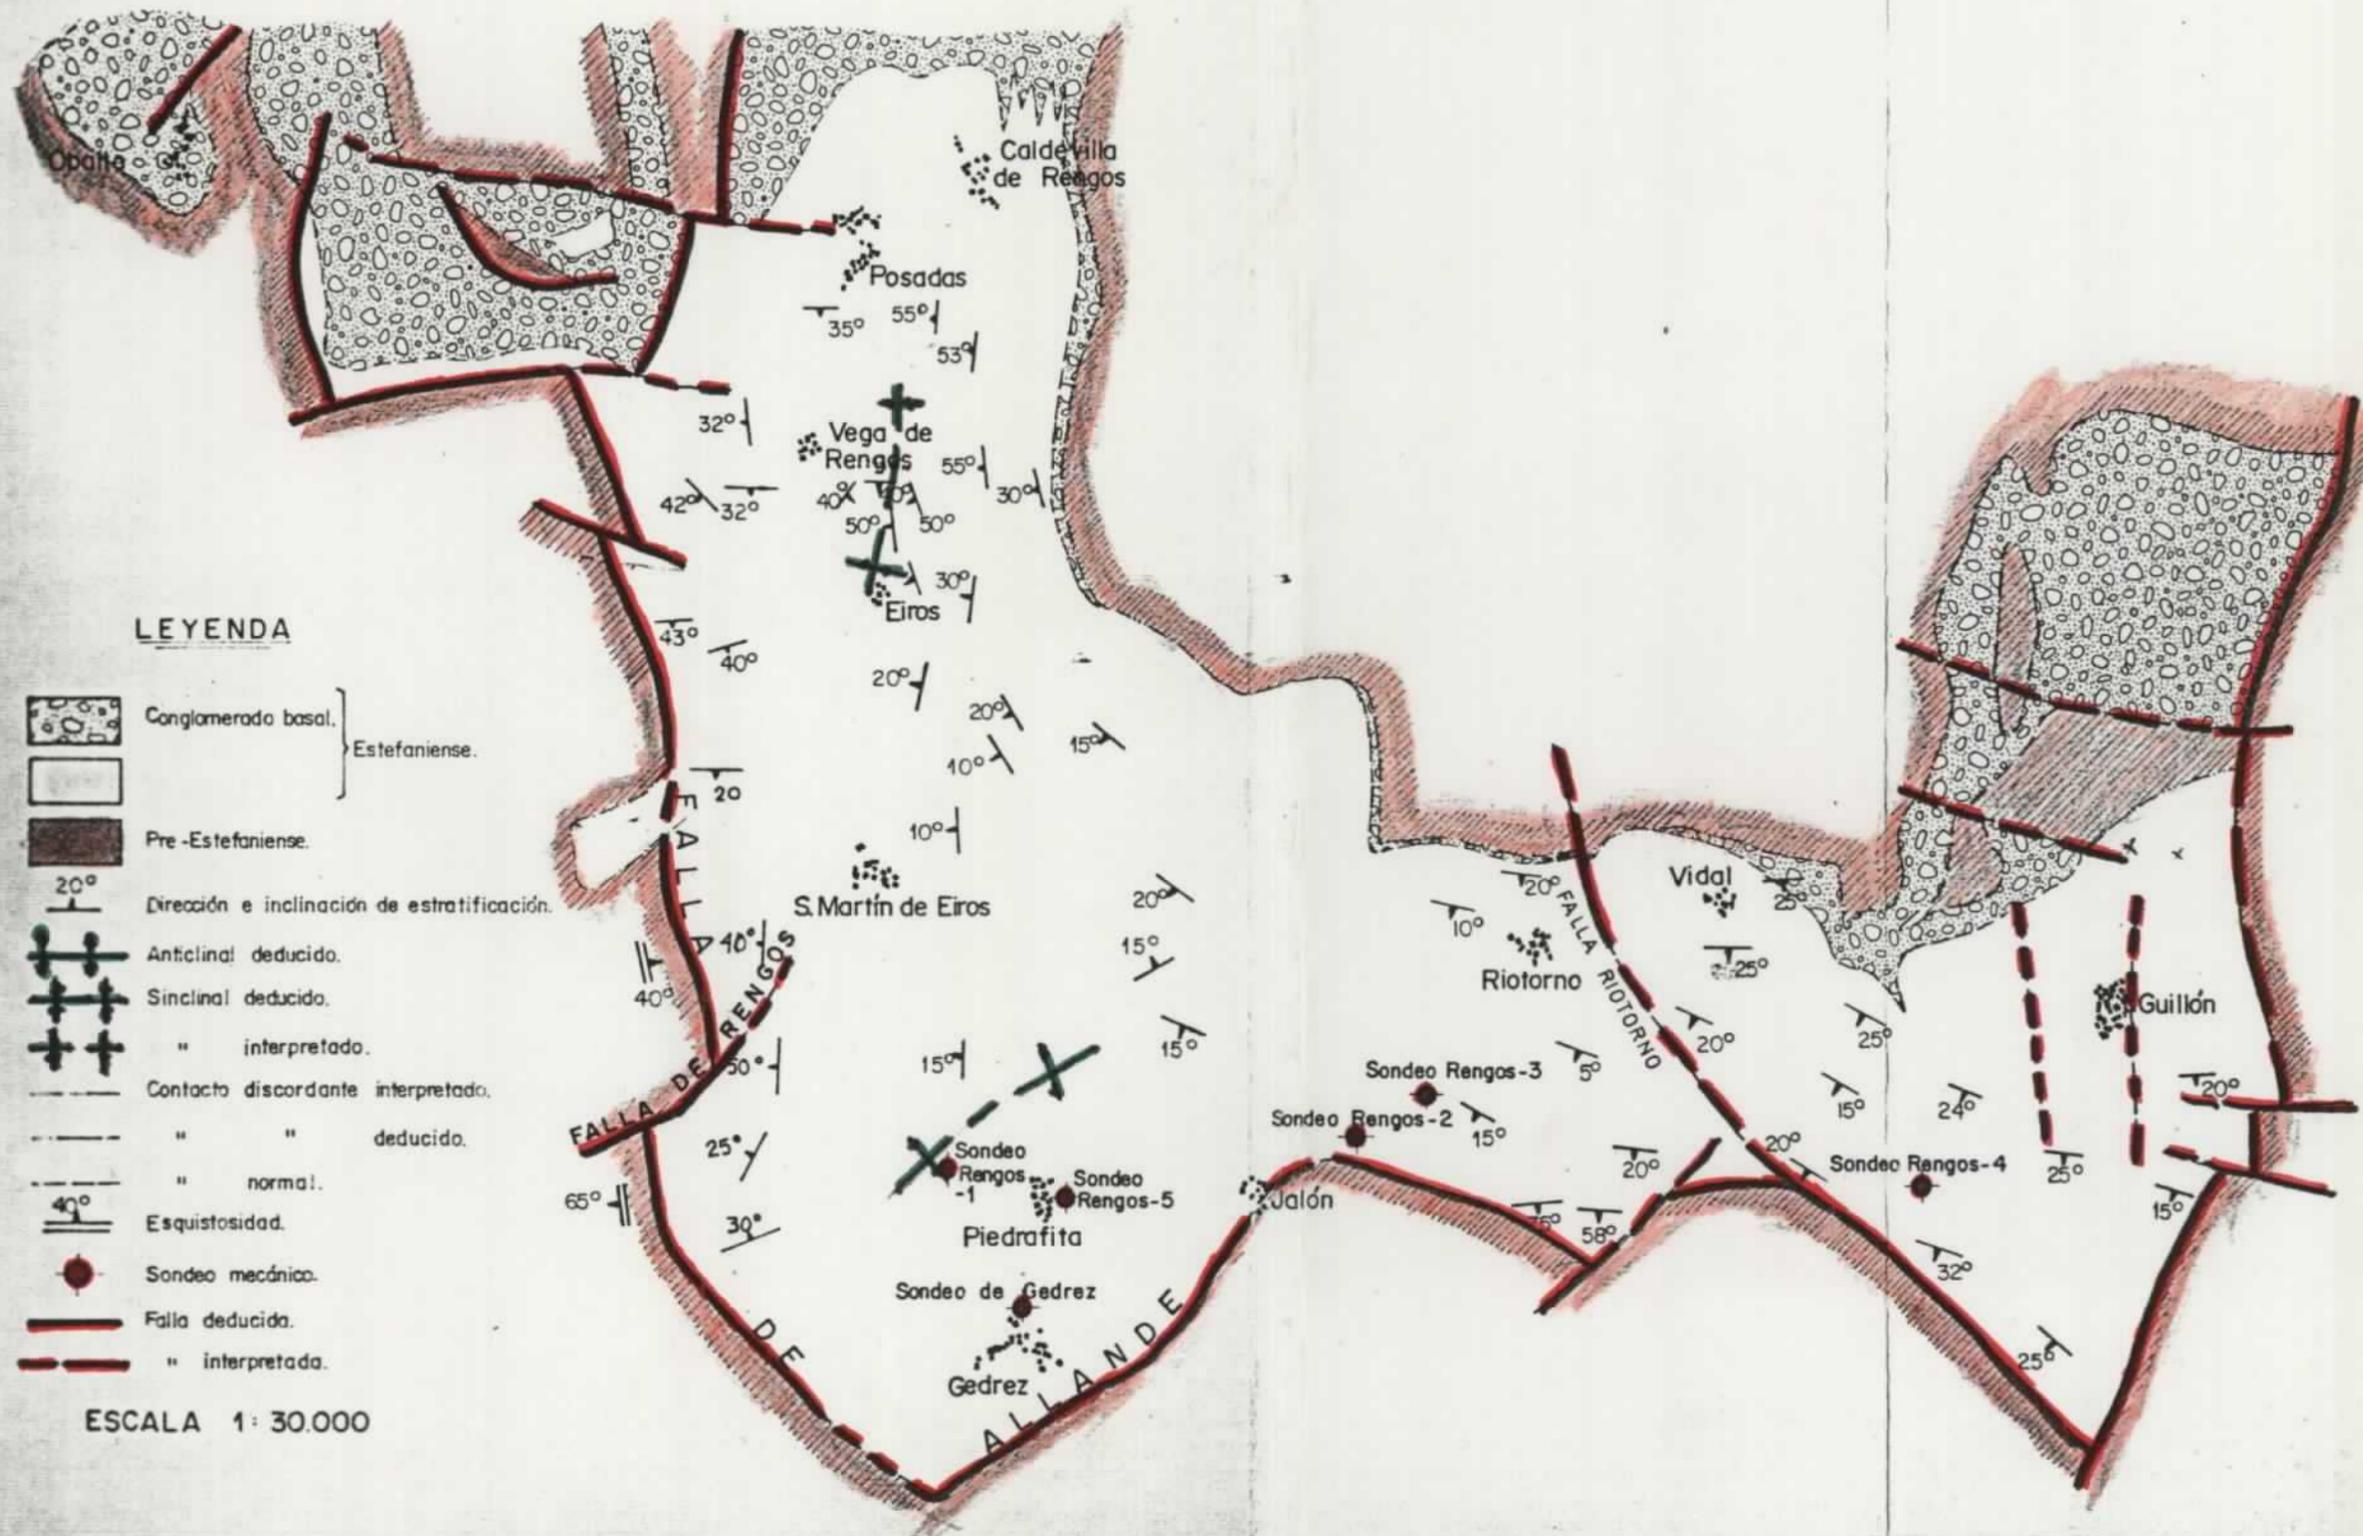 Oballo
Caldevilla
de Rengos
Posadas
35º
55º
53º
32º
Vega de
Rengos
55º
30º
42º
32º
40º
50º
50º
30º
Eiros
43º
40º
20º
20º
10º
15º
20
10º
S. Martín de Eiros
20º
15º
15º
40º
40º
50º
15º
25º
65º
30º
FALLA
DE
ALLANDE
FALLA DE RENGOS
Sondeo
Rengos
-1
Sondeo
Rengos-5
Piedrafita
Sondeo de Gedrez
Gedrez
Jalón
Sondeo Rengos-2
Sondeo Rengos-3
15º
5º
10º
20º
Riotorno
FALLA RIOTORNO
Vidal
25
25º
20º
25º
15º
24º
20º
20º
58º
Sondeo Rengos-4
32º
25º
Guillón
20º
25º
15º
LEYENDA
Conglomerado basal.
Estefaniense.
Pre-Estefaniense.
20º
Dirección e inclinación de estratificación.
Anticlinal deducido.
Sinclinal deducido.
" interpretado.
Contacto discordante interpretado.
" " deducido.
" normal.
40º
Esquistosidad.
Sondeo mecánico.
Falla deducida.
" interpretada.
ESCALA 1:30.000